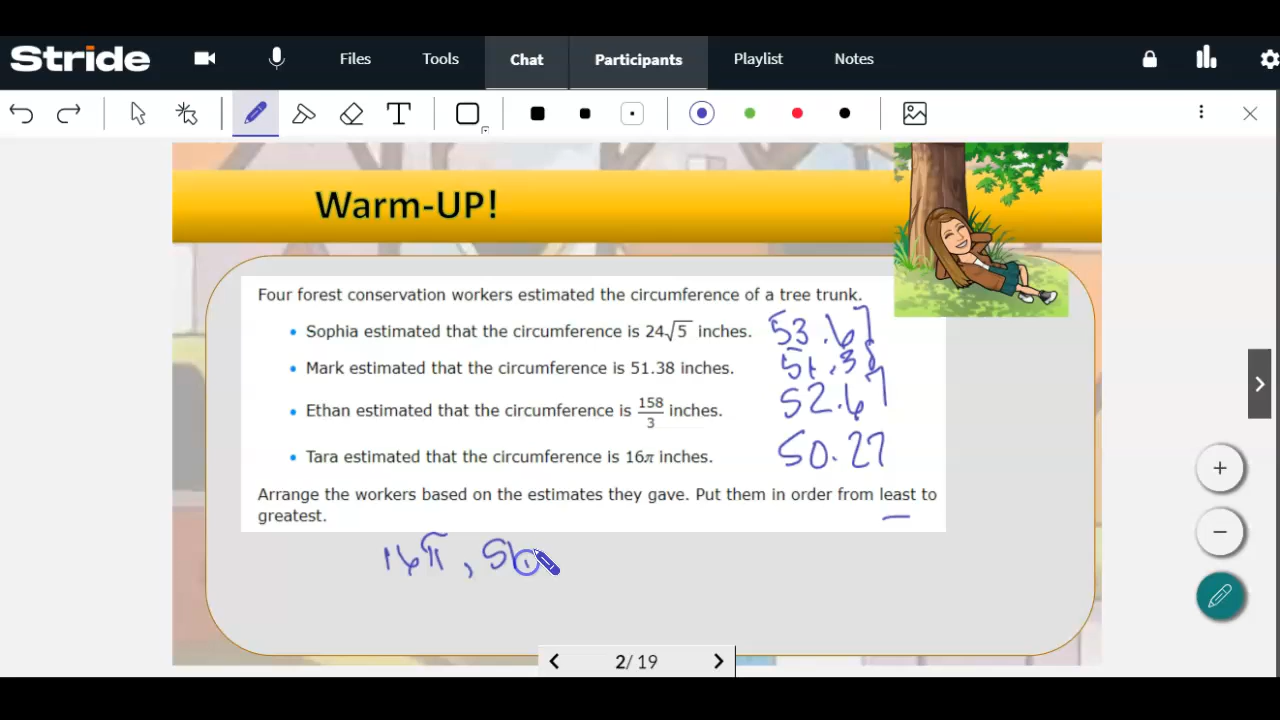 Stride Files Tools Chat Participants Playlist Notes
T
Warm-UP!
Four forest conservation workers estimated the circumference of a tree trunk.
• Sophia estimated that the circumference is 24√5 inches. 53.67
• Mark estimated that the circumference is 51.38 inches. 51.38
• Ethan estimated that the circumference is 158/3 inches. 52.67
• Tara estimated that the circumference is 16π inches. 50.27
Arrange the workers based on the estimates they gave. Put them in order from least to
greatest.
16π, 51
2/ 19